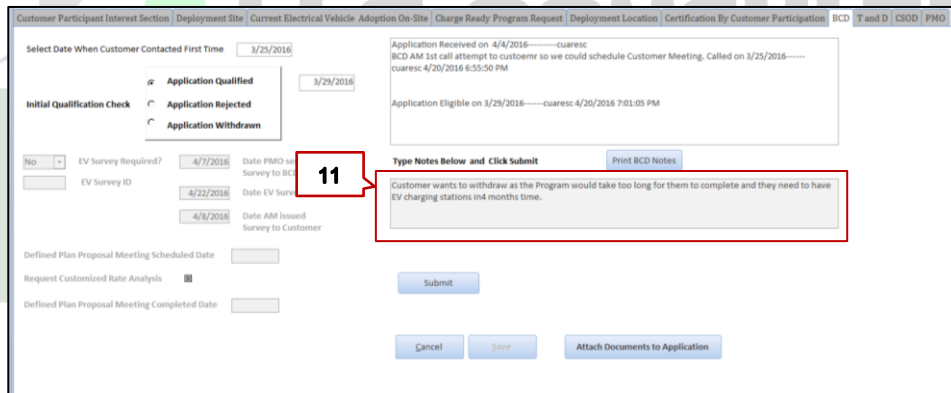 Customer Participant Interest Section Deployment Site Current Electrical Vehicle Adoption On-Site Charge Ready Program Request Deployment Location Certification By Customer Participation BCD T and D CSOD PMO
Select Date When Customer Contacted First Time 3/25/2016
Application Received on 4/4/2016---------cuaresc
BCD AM 1st call attempt to custoemr so we could schedule Customer Meeting. Called on 3/25/2016------
cuaresc 4/20/2016 6:55:50 PM
Application Eligible on 3/29/2016------cuaresc 4/20/2016 7:01:05 PM
Initial Qualification Check
Application Qualified 3/29/2016
Application Rejected
Application Withdrawn
No EV Survey Required? 4/7/2016 Date PMO se
Survey to BCD
EV Survey ID
4/22/2016 Date EV Surve
4/8/2016 Date AM issued
Survey to Customer
11
Type Notes Below and Click Submit Print BCD Notes
Customer wants to withdraw as the Program would take too long for them to complete and they need to have
EV charging stations in4 months time.
Defined Plan Proposal Meeting Scheduled Date
Request Customized Rate Analysis
Defined Plan Proposal Meeting Completed Date
Submit
Cancel Save Attach Documents to Application